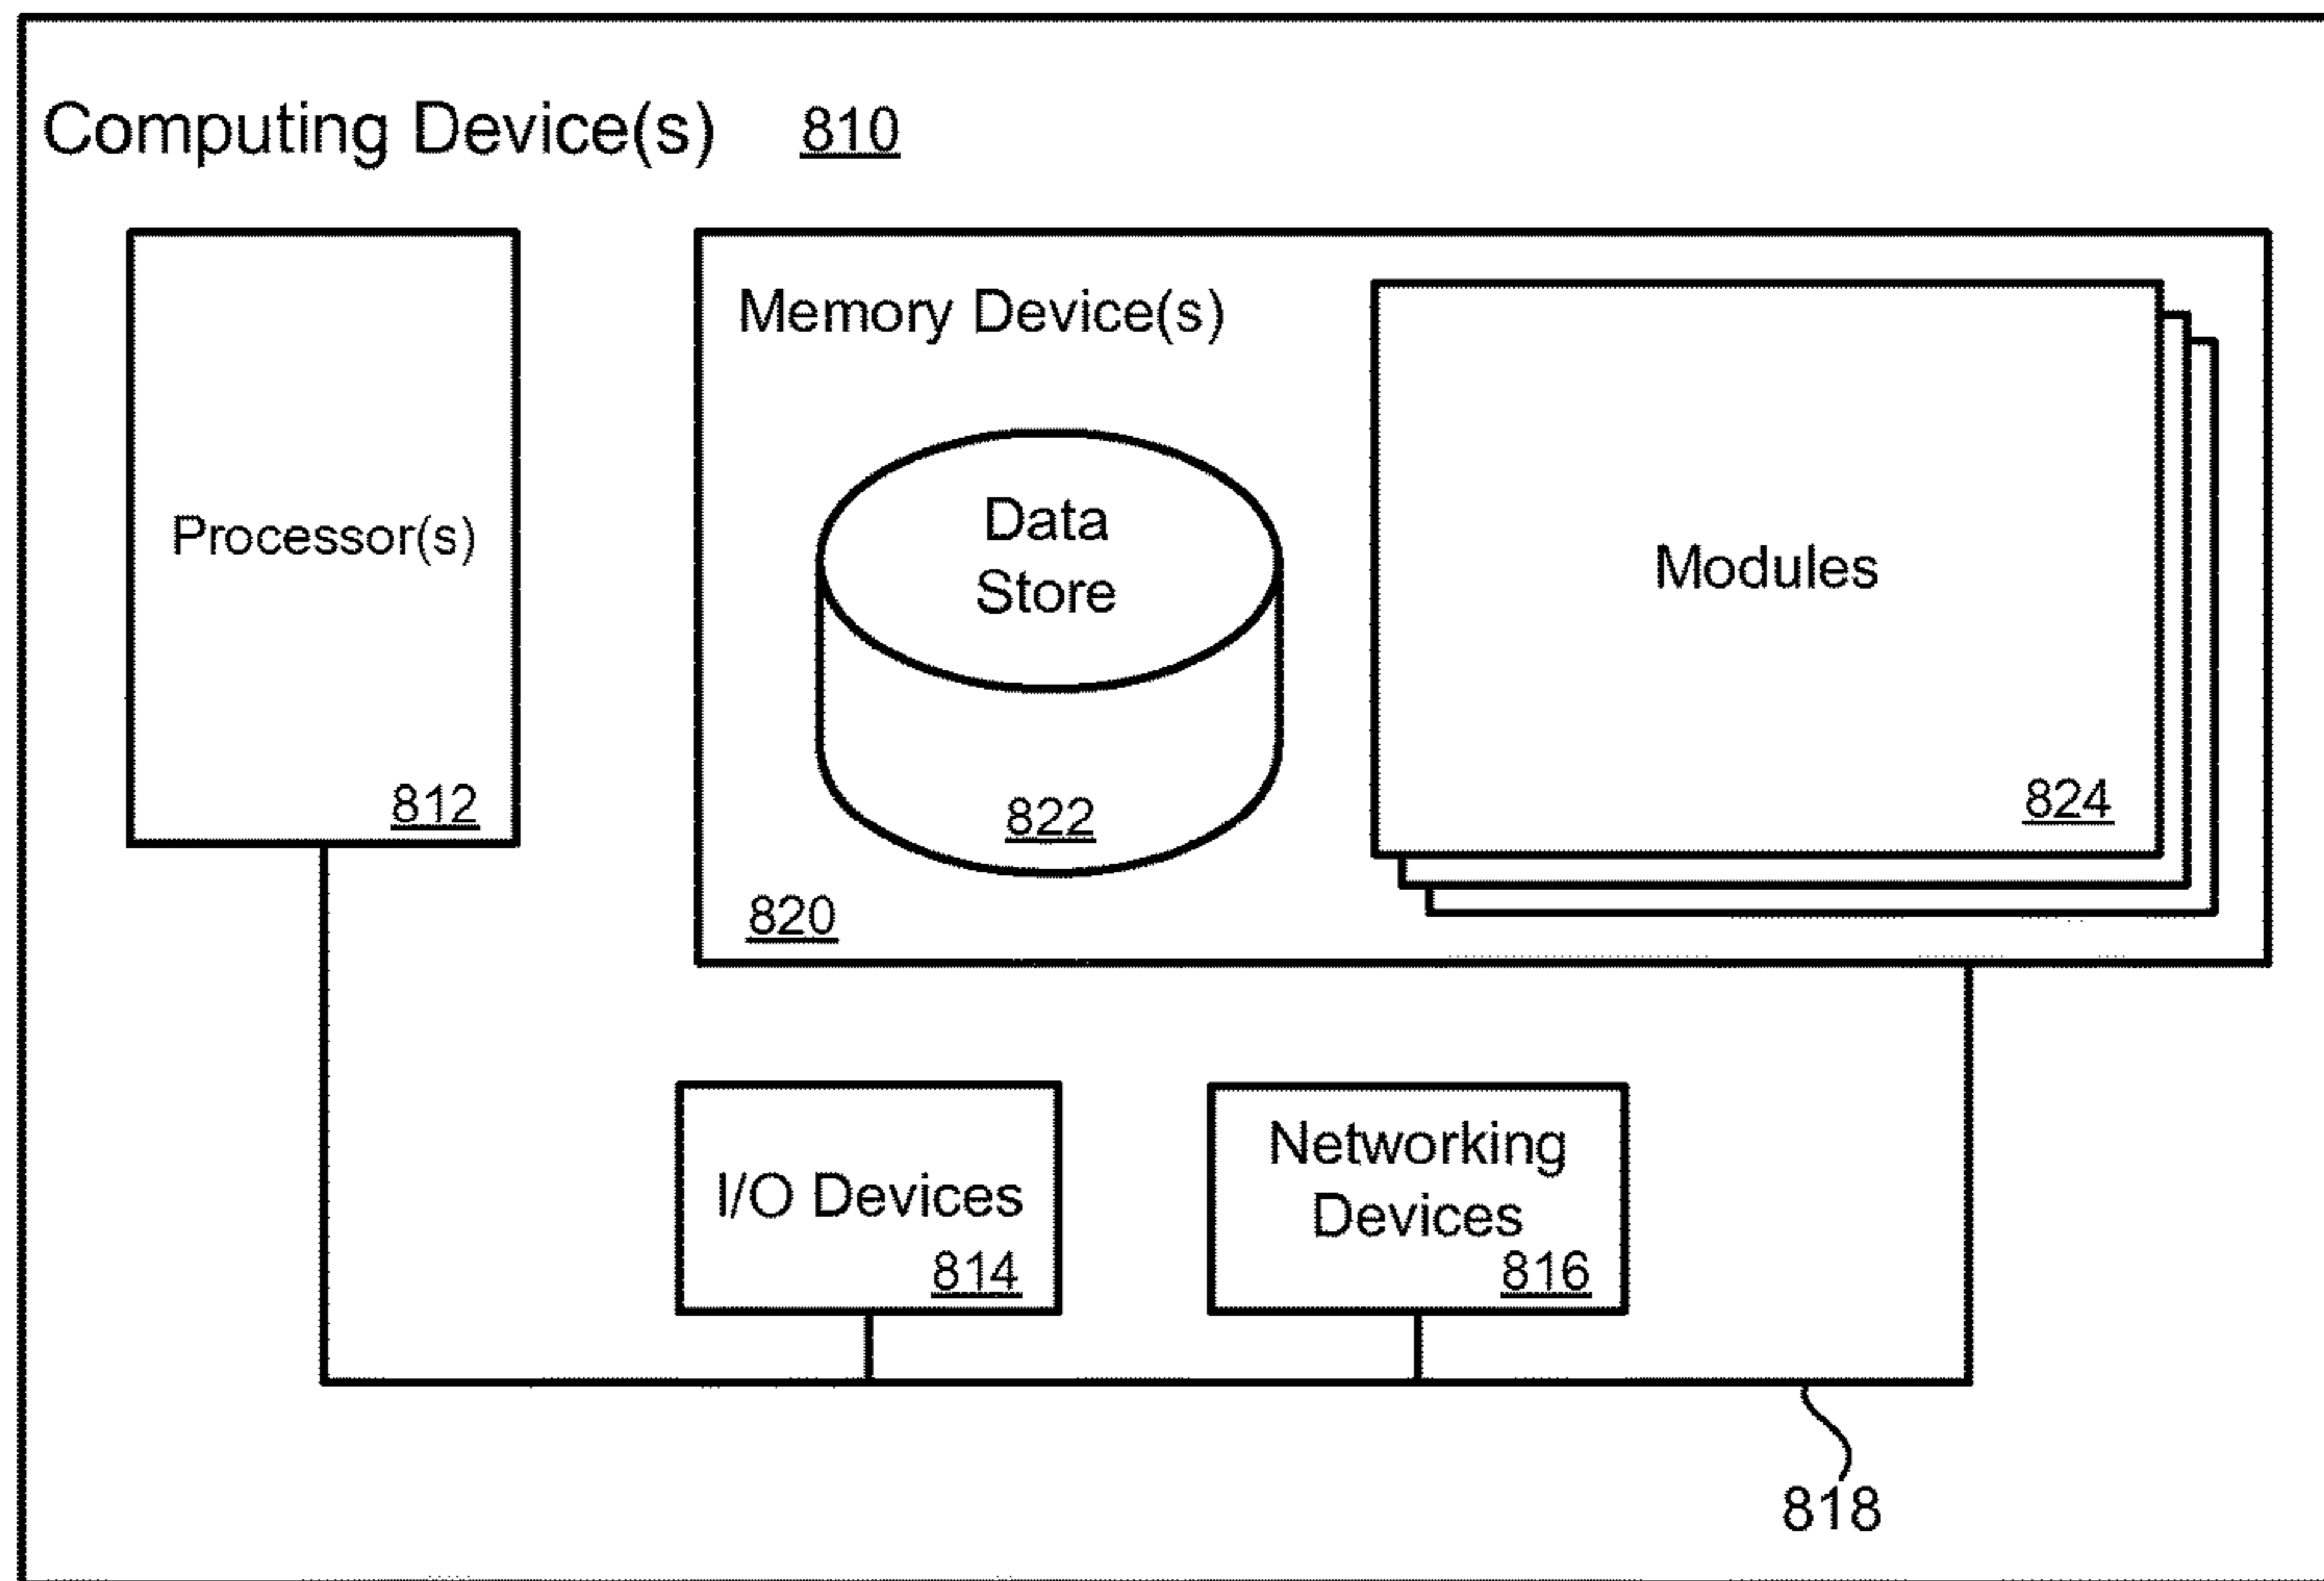 Computing Device(s) 810
Processor(s)
812
Memory Device(s)
Data
Store
822
820
Modules
824
I/O Devices
814
Networking
Devices
816
818